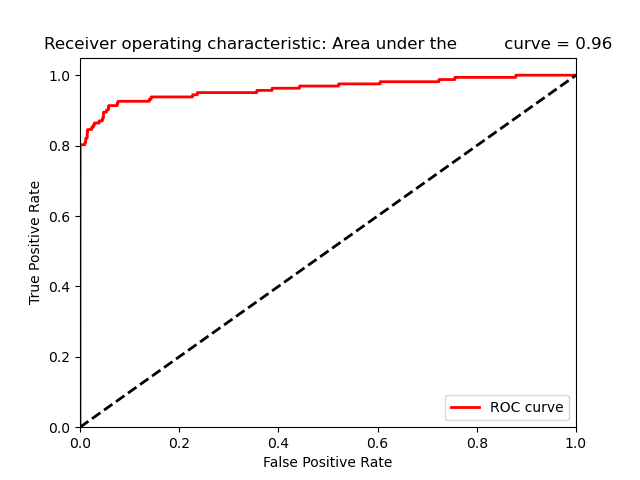 Receiver operating characteristic: Area under the         curve = 0.96
1.0
0.8
0.6
0.4
0.2
0.0
True Positive Rate
ROC curve
0.0 0.2 0.4 0.6 0.8 1.0
False Positive Rate